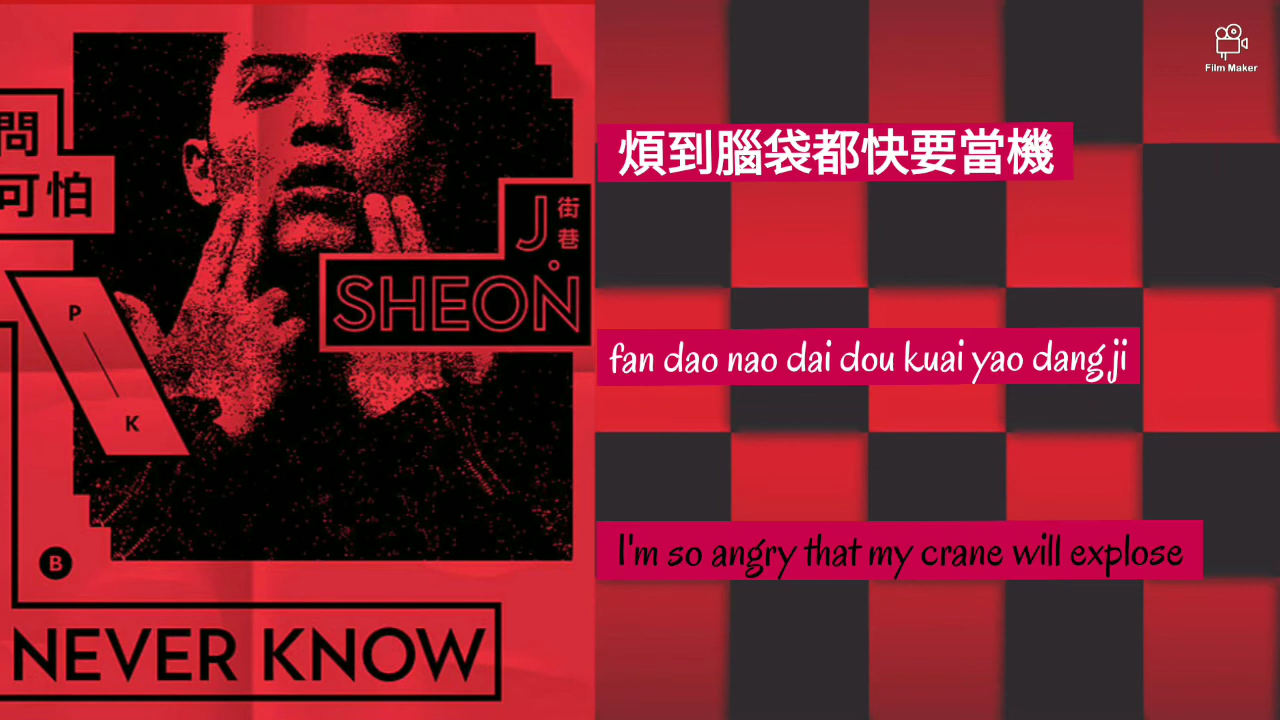 問
可怕
J
街巷
SHEON
P
K
B
NEVER KNOW
Film Maker
煩到腦袋都快要當機
fan dao nao dai dou kuai yao dang ji
I'm so angry that my crane will explose